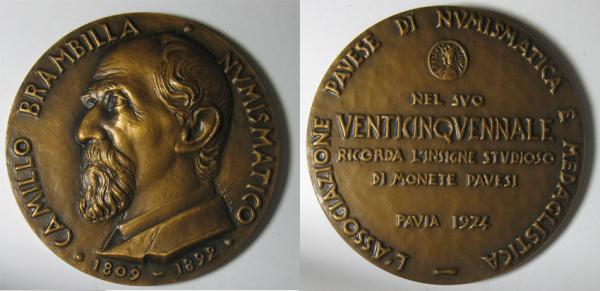 CAMILLO BRAMBILLA · NVMISMATICO
· 1809 – 1892 ·
L'ASSOCIAZIONE PAVESE DI NVMISMATICA E MEDAGLISTICA
NEL SVO
VENTICINQVENNALE
RICORDA L'INSIGNE STVDIOSO
DI MONETE PAVESI
PAVIA 1974